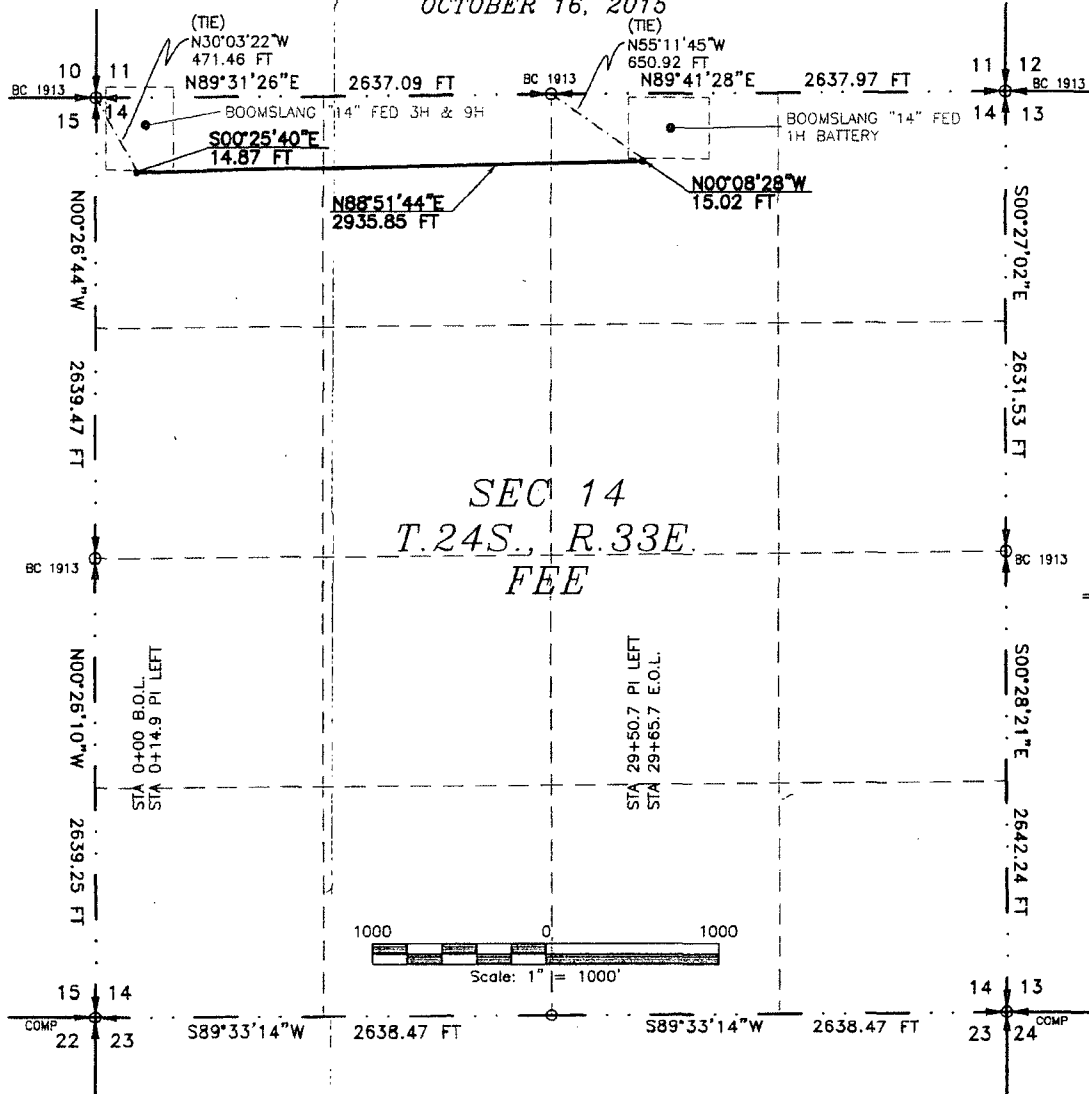 OCTOBER 16, 2015
(TIE)
N30°03'22"W
471.46 FT
(TIE)
N55°11'45"W
650.92 FT
10 11
BC 1913
15 14
N89°31'26"E 2637.09 FT
BC 1913
N89°41'28"E 2637.97 FT
11 12
BC 1913
14 13
BOOMSLANG "14" FED 3H & 9H
BOOMSLANG "14" FED
1H BATTERY
S00°25'40"E
14.87 FT
N88°51'44"E
2935.85 FT
N00°08'28"W
15.02 FT
N00°26'44"W 2639.47 FT
S00°27'02"E 2631.53 FT
SEC 14
T.24S., R.33E.
FEE
BC 1913
BC 1913
STA 0+00 B.O.L.
STA 0+14.9 PI LEFT
STA 29+50.7 PI LEFT
STA 29+65.7 E.O.L.
N00°26'10"W 2639.25 FT
S00°28'21"E 2642.24 FT
1000 0 1000
Scale: 1" = 1000'
15 14
COMP
22 23
S89°33'14"W 2638.47 FT
S89°33'14"W 2638.47 FT
14 13
COMP
23 24